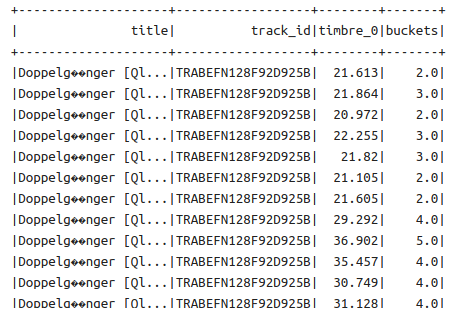 +--------------------+------------------+--------+-------+
|               title|          track_id|timbre_0|buckets|
+--------------------+------------------+--------+-------+
|Doppelg��nger [Ql...|TRABEFN128F92D925B|  21.613|    2.0|
|Doppelg��nger [Ql...|TRABEFN128F92D925B|  21.864|    3.0|
|Doppelg��nger [Ql...|TRABEFN128F92D925B|  20.972|    2.0|
|Doppelg��nger [Ql...|TRABEFN128F92D925B|  22.255|    3.0|
|Doppelg��nger [Ql...|TRABEFN128F92D925B|   21.82|    3.0|
|Doppelg��nger [Ql...|TRABEFN128F92D925B|  21.105|    2.0|
|Doppelg��nger [Ql...|TRABEFN128F92D925B|  21.605|    2.0|
|Doppelg��nger [Ql...|TRABEFN128F92D925B|  29.292|    4.0|
|Doppelg��nger [Ql...|TRABEFN128F92D925B|  36.902|    5.0|
|Doppelg��nger [Ql...|TRABEFN128F92D925B|  35.457|    4.0|
|Doppelg��nger [Ql...|TRABEFN128F92D925B|  30.749|    4.0|
|Doppelg��nger [Ql...|TRABEFN128F92D925B|  31.128|    4.0|